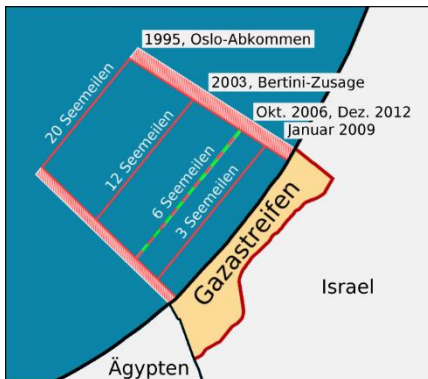 1995, Oslo-Abkommen
2003, Bertini-Zusage
Okt. 2006, Dez. 2012
Januar 2009
20 Seemeilen
12 Seemeilen
6 Seemeilen
3 Seemeilen
Gazastreifen
Israel
Ägypten